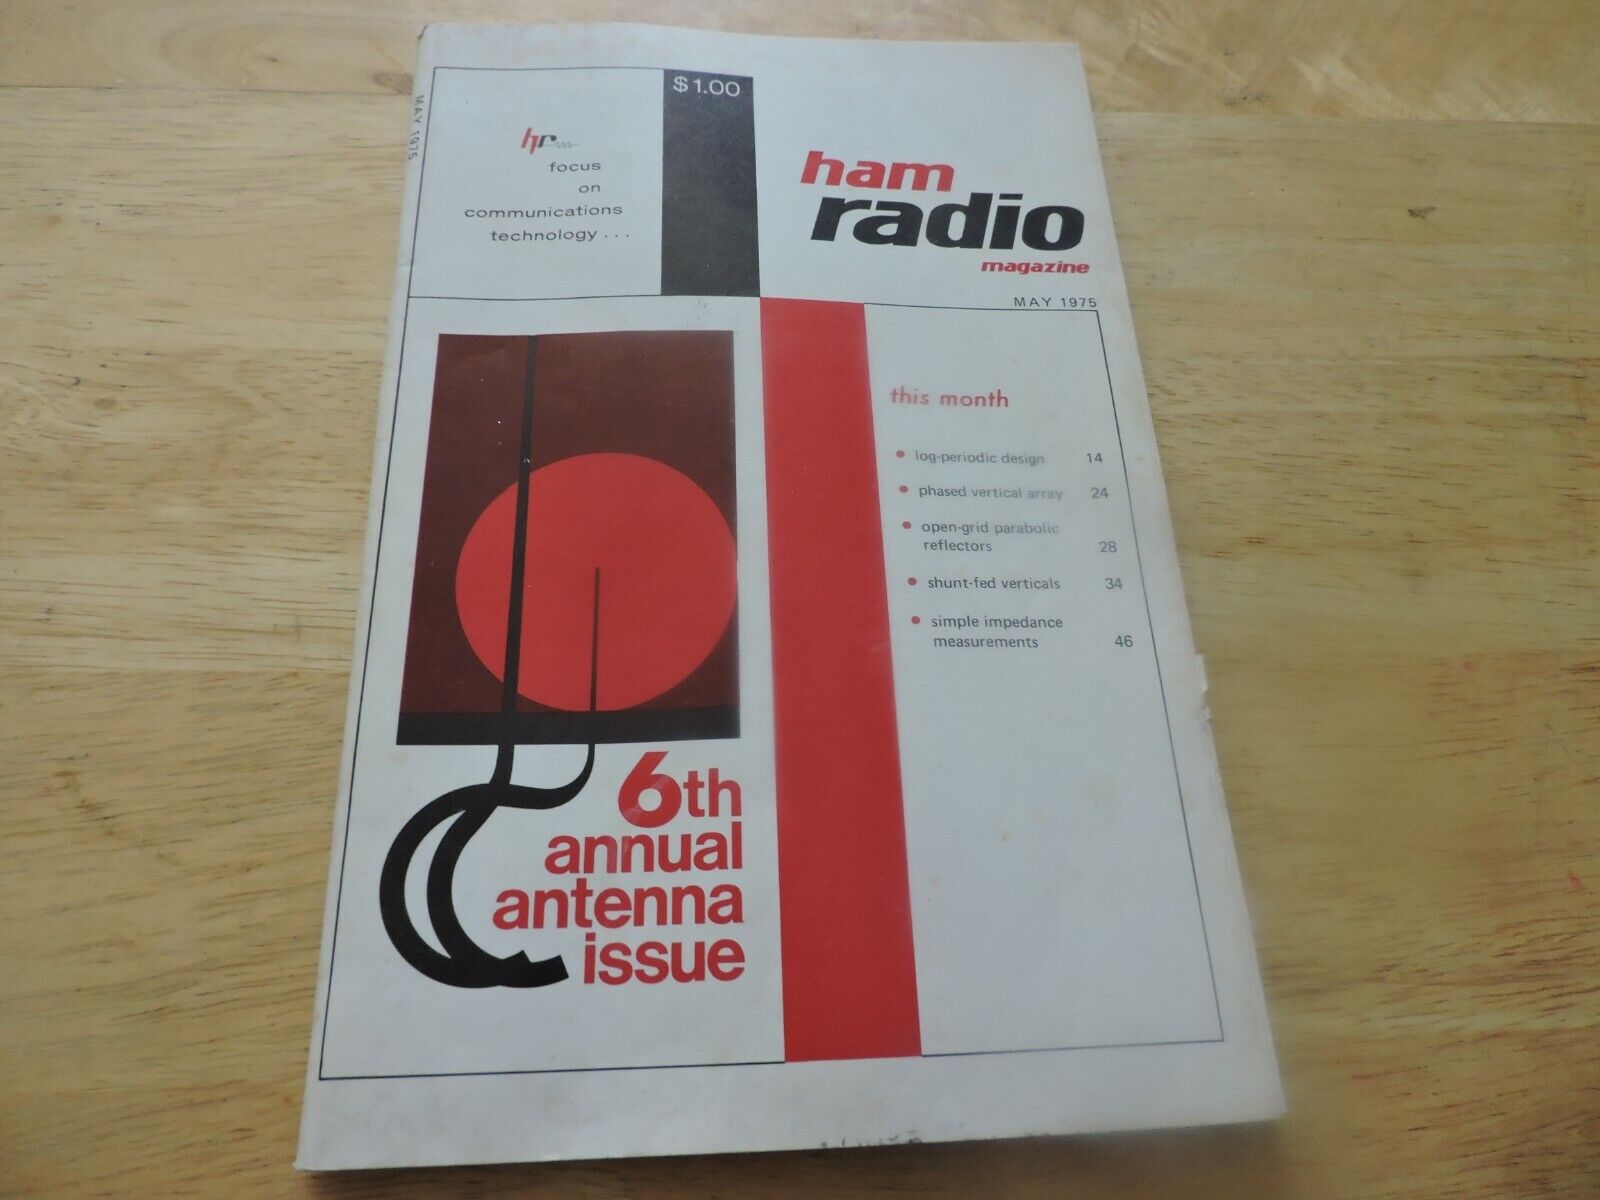 MAY 1975
$1.00
hr
focus
on
communications
technology...
ham
radio
magazine
MAY 1975
this month
• log-periodic design 14
• phased vertical array 24
• open-grid parabolic
reflectors 28
• shunt-fed verticals 34
• simple impedance
measurements 46
6th
annual
antenna
issue